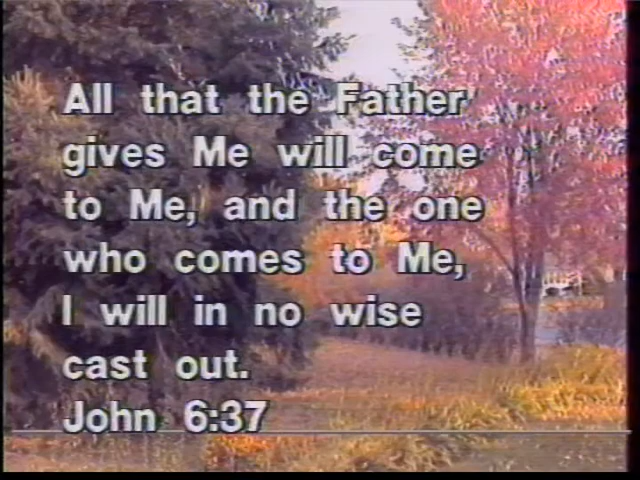 All that the Father
gives Me will come
to Me, and the one
who comes to Me,
I will in no wise
cast out.
John 6:37